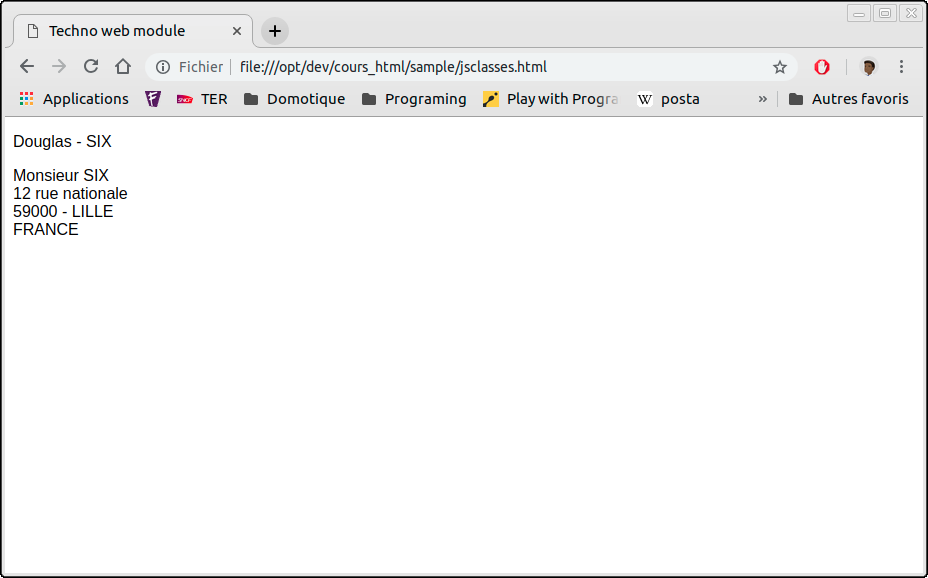 Techno web module
Fichier file:///opt/dev/cours_html/sample/jsclasses.html
Applications TER Domotique Programing Play with Progra W posta » Autres favoris
Douglas - SIX
Monsieur SIX
12 rue nationale
59000 - LILLE
FRANCE